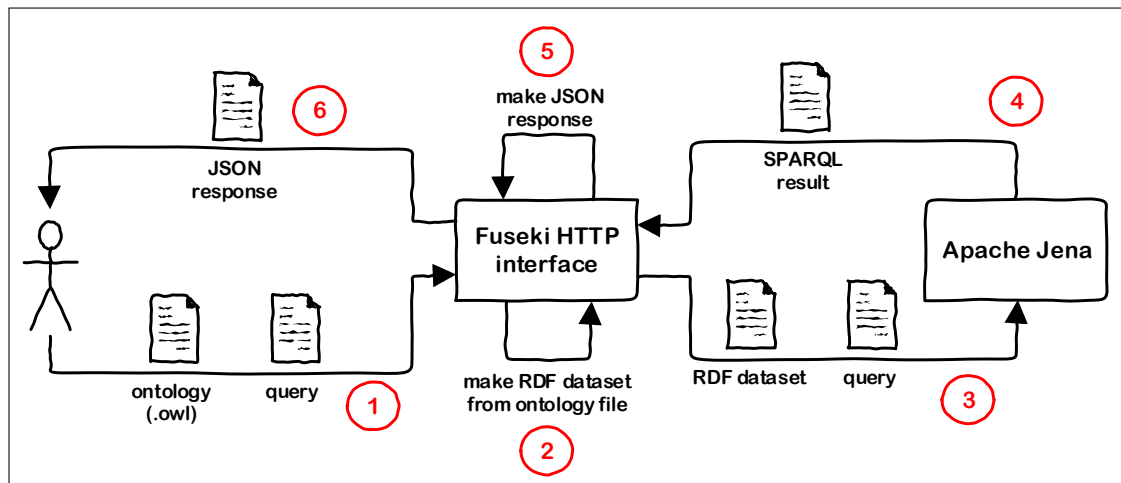 5
make JSON
response
6
4
JSON
response
SPARQL
result
Fuseki HTTP
interface
Apache Jena
ontology
(.owl)
query
1
make RDF dataset
from ontology file
2
RDF dataset
query
3